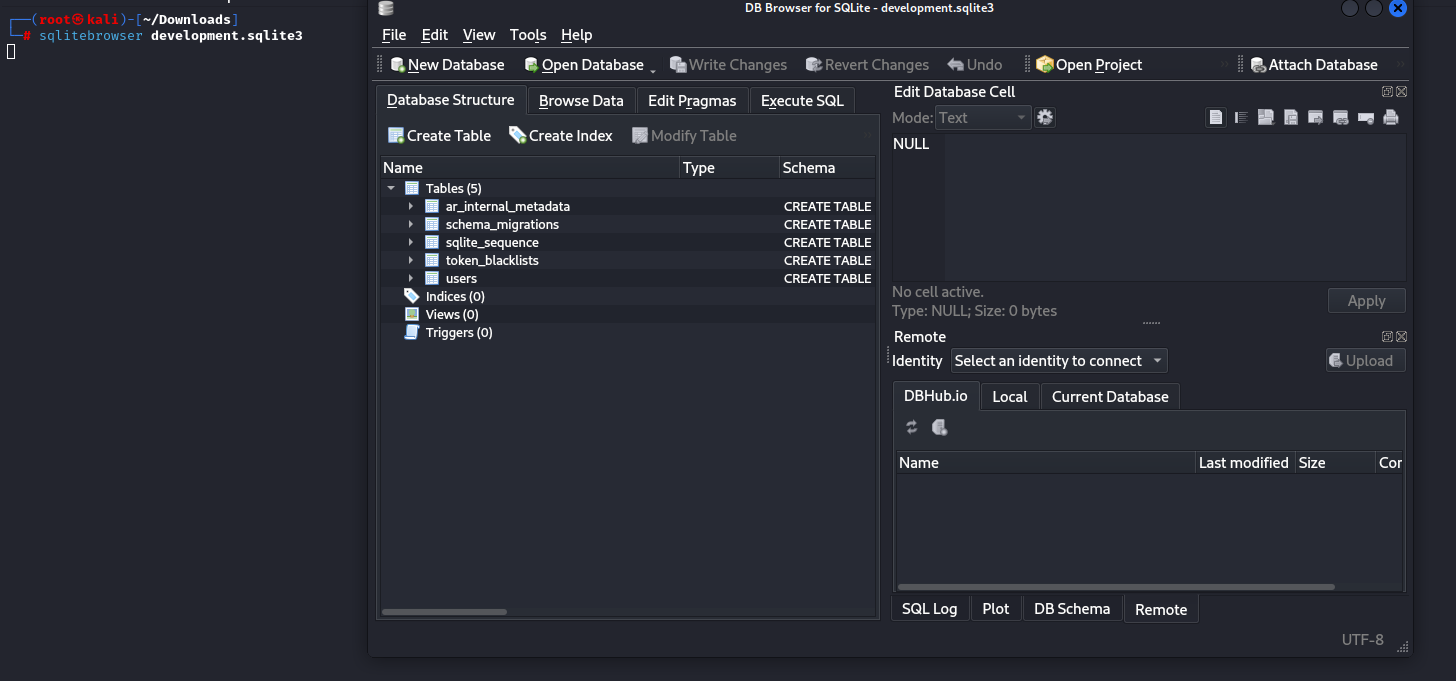 (root㉿kali)-[~/Downloads]
# sqlitebrowser development.sqlite3
DB Browser for SQLite - development.sqlite3
File Edit View Tools Help
New Database Open Database Write Changes Revert Changes Undo Open Project Attach Database
Database Structure Browse Data Edit Pragmas Execute SQL
Create Table Create Index Modify Table
Name Type Schema
Tables (5)
ar_internal_metadata CREATE TABLE
schema_migrations CREATE TABLE
sqlite_sequence CREATE TABLE
token_blacklists CREATE TABLE
users CREATE TABLE
Indices (0)
Views (0)
Triggers (0)
Edit Database Cell
Mode: Text
NULL
No cell active.
Type: NULL; Size: 0 bytes
Apply
Remote
Identity Select an identity to connect Upload
DBHub.io Local Current Database
Name Last modified Size Cor
SQL Log Plot DB Schema Remote
UTF-8